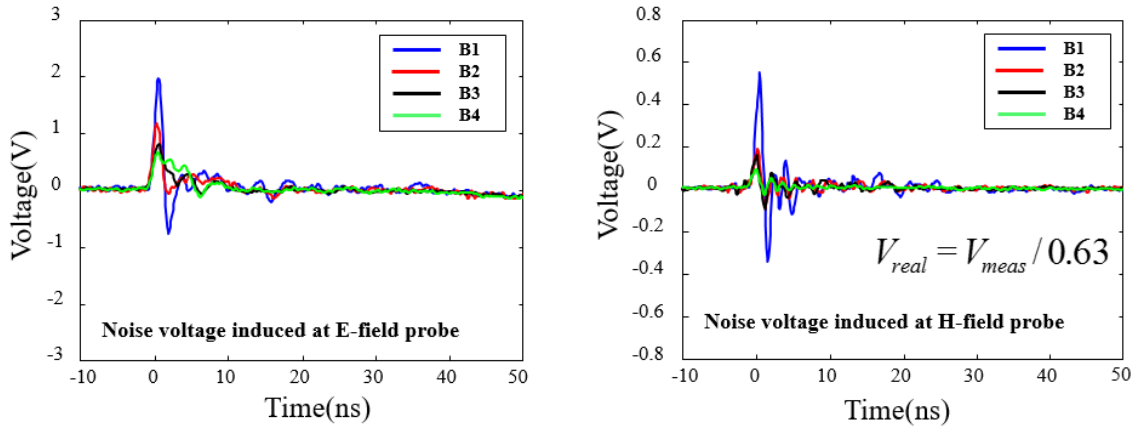 3
2
1
0
-1
-2
-3
Voltage(V)
B1
B2
B3
B4
Noise voltage induced at E-field probe
-10 0 10 20 30 40 50
Time(ns)
0.8
0.6
0.4
0.2
0
-0.2
-0.4
-0.6
-0.8
Voltage(V)
B1
B2
B3
B4
V_real = V_meas / 0.63
Noise voltage induced at H-field probe
-10 0 10 20 30 40 50
Time(ns)